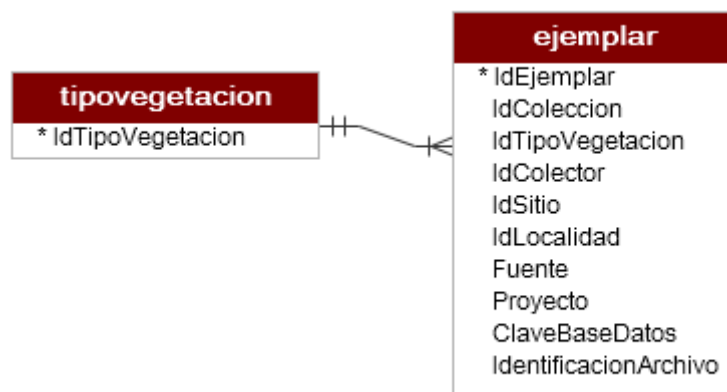 tipovegetacion
* IdTipoVegetacion
ejemplar
* IdEjemplar
IdColeccion
IdTipoVegetacion
IdColector
IdSitio
IdLocalidad
Fuente
Proyecto
ClaveBaseDatos
IdentificacionArchivo